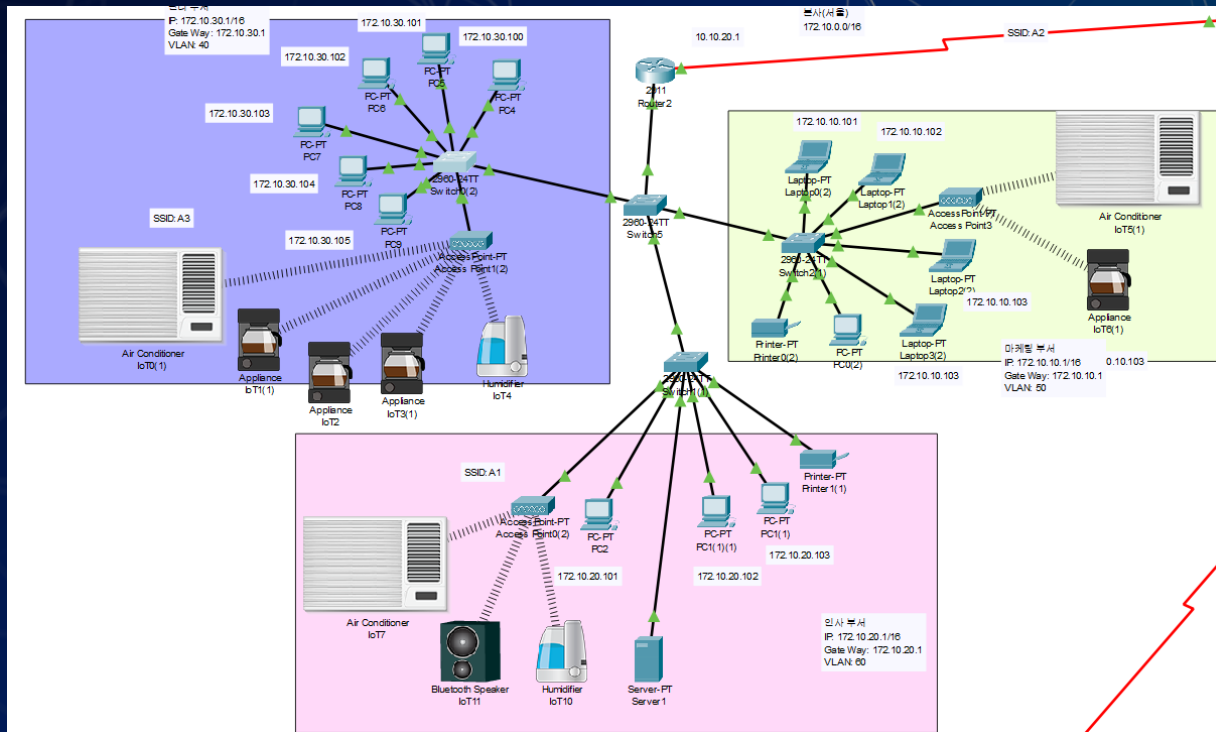 IP: 172.10.30.1/16
Gate Way: 172.10.30.1
VLAN: 40
172.10.30.101
172.10.30.100
172.10.30.102
172.10.30.103
172.10.30.104
172.10.30.105
PC-PT
PC5
PC-PT
PC4
PC-PT
PC6
PC-PT
PC7
PC-PT
PC8
PC-PT
PC9
2960-24TT
Switch0(2)
SSID: A3
AccessPoint-PT
Access Point1(2)
Air Conditioner
IoT0(1)
Appliance
IoT1(1)
Appliance
IoT2
Appliance
IoT3(1)
Humidifier
IoT4
본사(서울)
172.10.0.0/16
10.10.20.1
SSID: A2
2911
Router2
2960-24TT
Switch5
172.10.10.101
172.10.10.102
Laptop-PT
Laptop0(2)
Laptop-PT
Laptop1(2)
AccessPoint-PT
Access Point3
Air Conditioner
IoT5(1)
2960-24TT
Switch2(1)
Laptop-PT
Laptop2(2)
172.10.10.103
Appliance
IoT6(1)
Printer-PT
Printer0(2)
PC-PT
PC0(2)
Laptop-PT
Laptop3(2)
172.10.10.103
마케팅 부서
IP: 172.10.10.1/16
0.10.103
Gate Way: 172.10.10.1
VLAN: 50
2960-24TT
Switch1(1)
SSID: A1
AccessPoint-PT
Access Point0(2)
PC-PT
PC2
PC-PT
PC1(1)(1)
PC-PT
PC1(1)
Printer-PT
Printer1(1)
172.10.20.101
172.10.20.102
172.10.20.103
Air Conditioner
IoT7
Bluetooth Speaker
IoT11
Humidifier
IoT10
Server-PT
Server1
인사 부서
IP: 172.10.20.1/16
Gate Way: 172.10.20.1
VLAN: 60